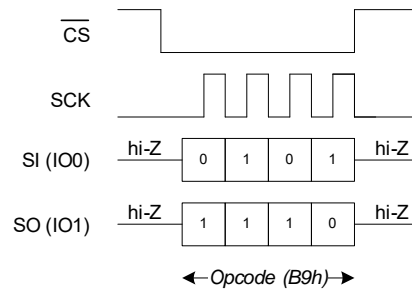 CS
SCK
hi-Z
SI (IO0)
0 1 0 1
hi-Z
hi-Z
SO (IO1)
1 1 1 0
hi-Z
Opcode (B9h)